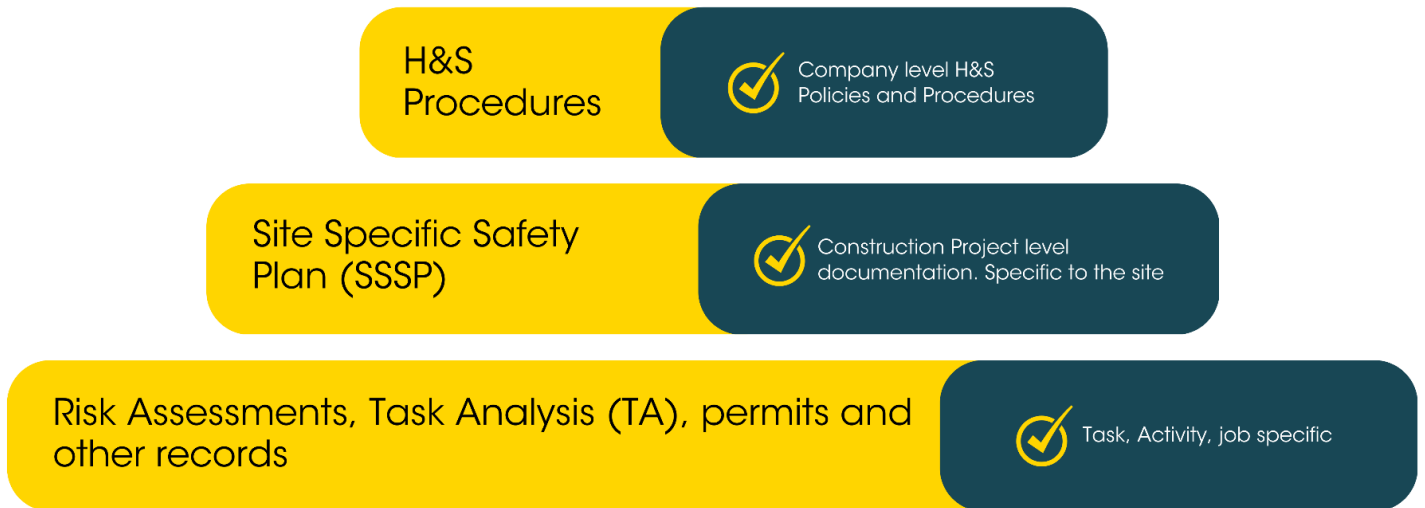 H&S
Procedures
Company level H&S
Policies and Procedures
Site Specific Safety
Plan (SSSP)
Construction Project level
documentation. Specific to the site
Risk Assessments, Task Analysis (TA), permits and
other records
Task, Activity, job specific